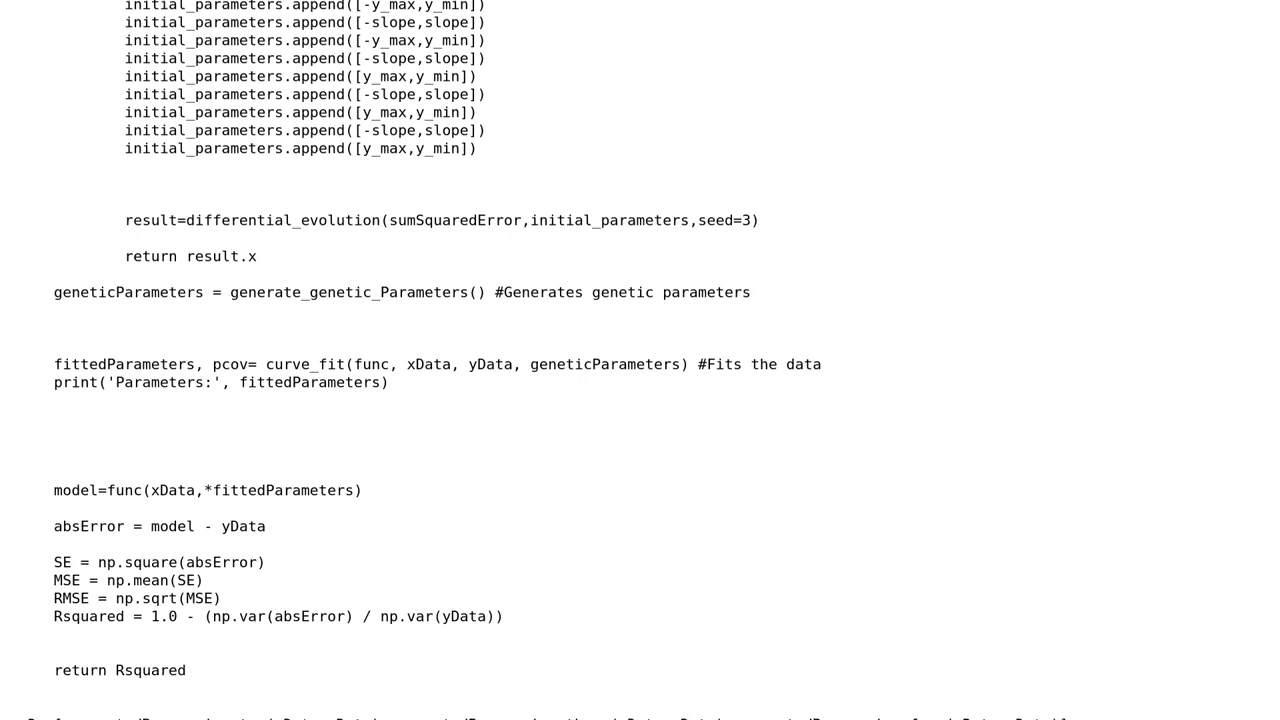 initial_parameters.append([-y_max,y_min])
initial_parameters.append([-slope,slope])
initial_parameters.append([-y_max,y_min])
initial_parameters.append([-slope,slope])
initial_parameters.append([y_max,y_min])
initial_parameters.append([-slope,slope])
initial_parameters.append([y_max,y_min])
initial_parameters.append([-slope,slope])
initial_parameters.append([y_max,y_min])
result=differential_evolution(sumSquaredError,initial_parameters,seed=3)
return result.x
geneticParameters = generate_genetic_Parameters() #Generates genetic parameters
fittedParameters, pcov= curve_fit(func, xData, yData, geneticParameters) #Fits the data
print('Parameters:', fittedParameters)
model=func(xData,*fittedParameters)
absError = model - yData
SE = np.square(absError)
MSE = np.mean(SE)
RMSE = np.sqrt(MSE)
Rsquared = 1.0 - (np.var(absError) / np.var(yData))
return Rsquared